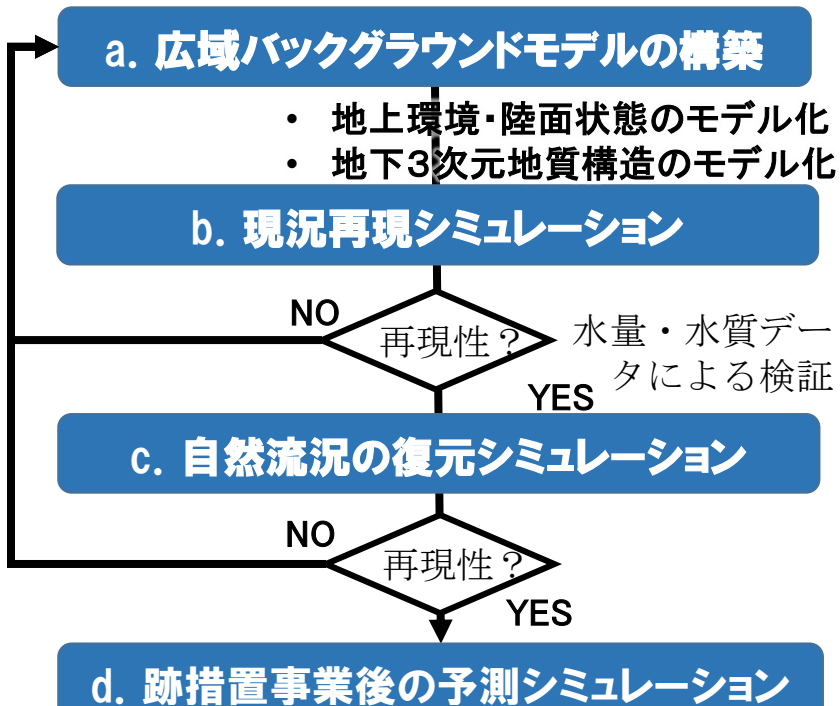 a. 広域バックグラウンドモデルの構築
• 地上環境・陸面状態のモデル化
• 地下３次元地質構造のモデル化
b. 現況再現シミュレーション
NO
再現性？
水量・水質デー
タによる検証
YES
c. 自然流況の復元シミュレーション
NO
再現性？
YES
d. 跡措置事業後の予測シミュレーション